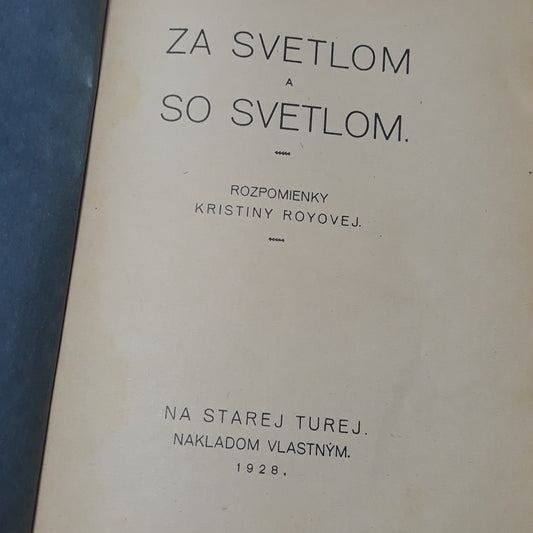 ZA SVETLOM
A
SO SVETLOM.
ROZPOMIENKY
KRISTINY ROYOVEJ.
NA STAREJ TUREJ.
NAKLADOM VLASTNÝM.
1928.